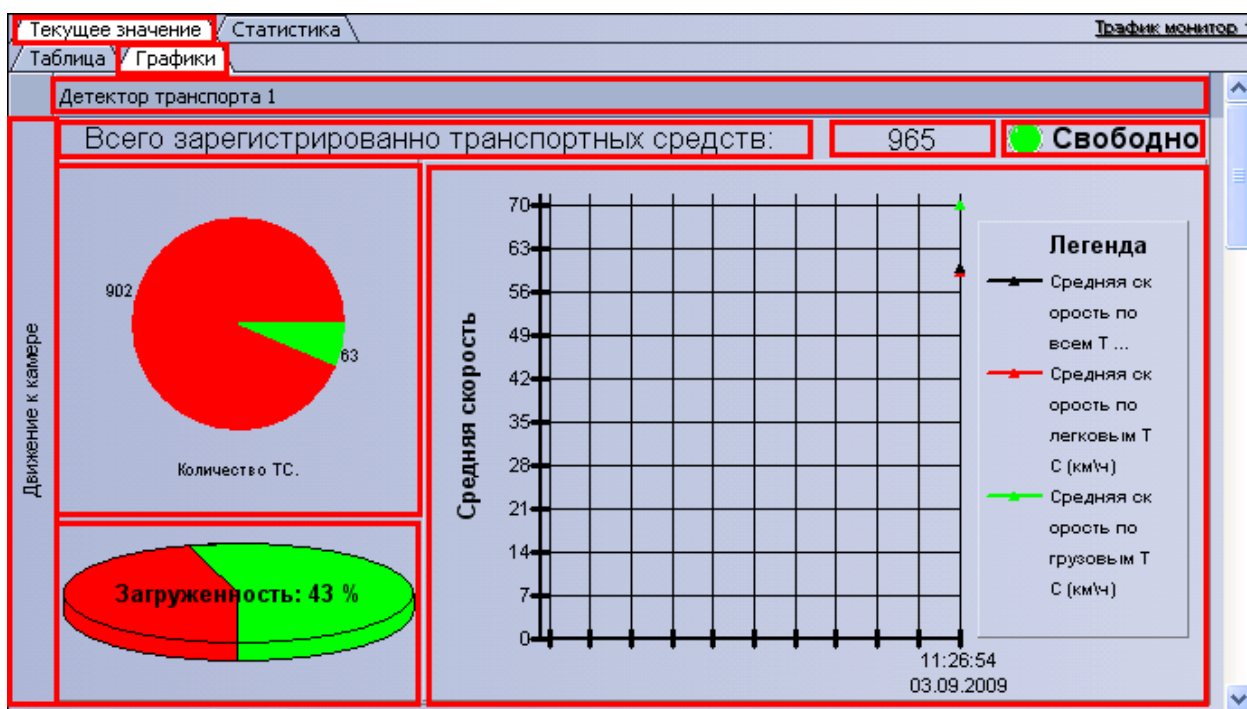 Текущее значение Статистика Трафик монитор 1
Таблица Графики
Детектор транспорта 1
Всего зарегистрированно транспортных средств: 965 Свободно
Движение к камере
902
63
Количество ТС.
Загруженность: 43 %
Средняя скорость
70
63
56
49
42
35
28
21
14
7
0
11:26:54
03.09.2009
Легенда
Средняя ск
орость по
всем Т ...
Средняя ск
орость по
легковым Т
С (км\ч)
Средняя ск
орость по
грузовым Т
С (км\ч)